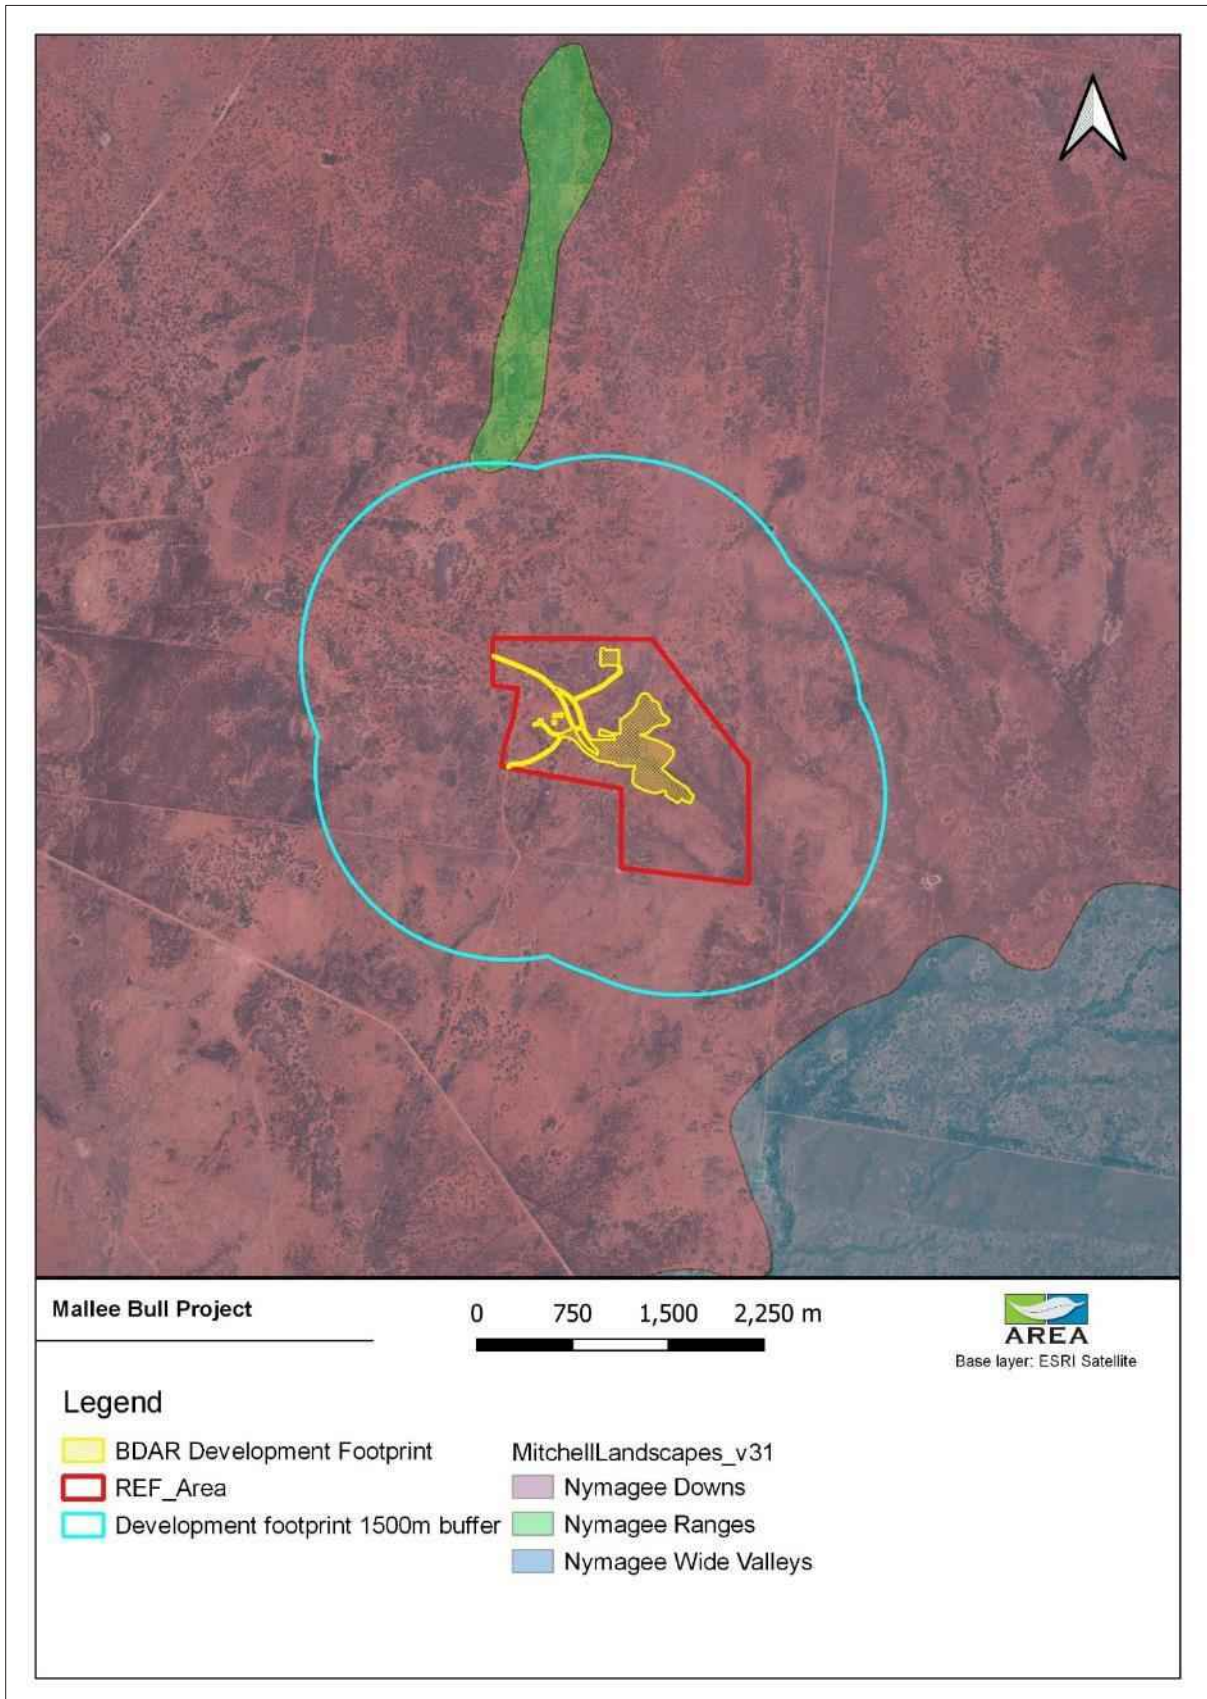 Mallee Bull Project
0 750 1,500 2,250 m
AREA
Base layer: ESRI Satellite
Legend
BDAR Development Footprint
REF_Area
Development footprint 1500m buffer
MitchellLandscapes_v31
Nymagee Downs
Nymagee Ranges
Nymagee Wide Valleys